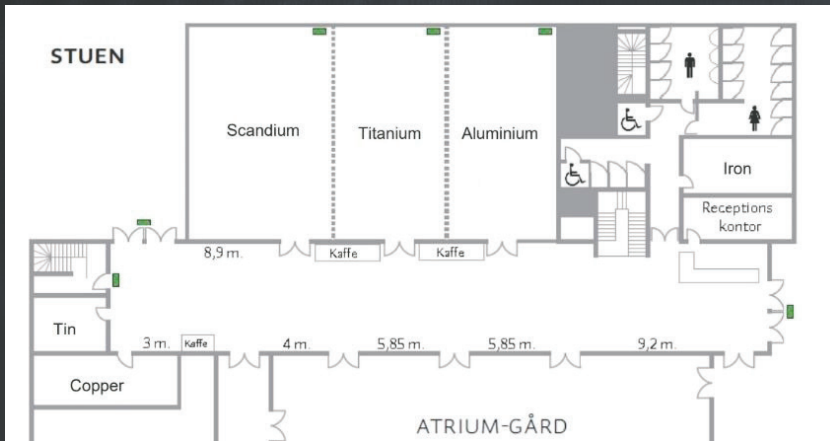 STUEN
Scandium
Titanium
Aluminium
Iron
Receptions
kontor
8,9 m.
Kaffe
Kaffe
Tin
3 m.
Kaffe
4 m.
5,85 m.
5,85 m.
9,2 m.
Copper
ATRIUM-GÅRD